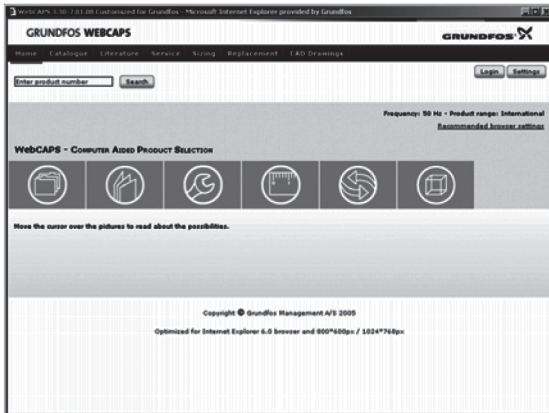 WebCAPS 3.30-7.01.08 Customized for Grundfos - Microsoft Internet Explorer provided by Grundfos
GRUNDFOS WEBCAPS
GRUNDFOS
Home Catalogue Literature Service Sizing Replacement CAD Drawings
Login Settings
Enter product number Search
Frequency: 50 Hz - Product range: International
Recommended browser settings
WebCAPS - Computer Aided Product Selection
Move the cursor over the pictures to read about the possibilities.
Copyright © Grundfos Management A/S 2005
Optimized for Internet Explorer 6.0 browser and 800*600px / 1024*768px